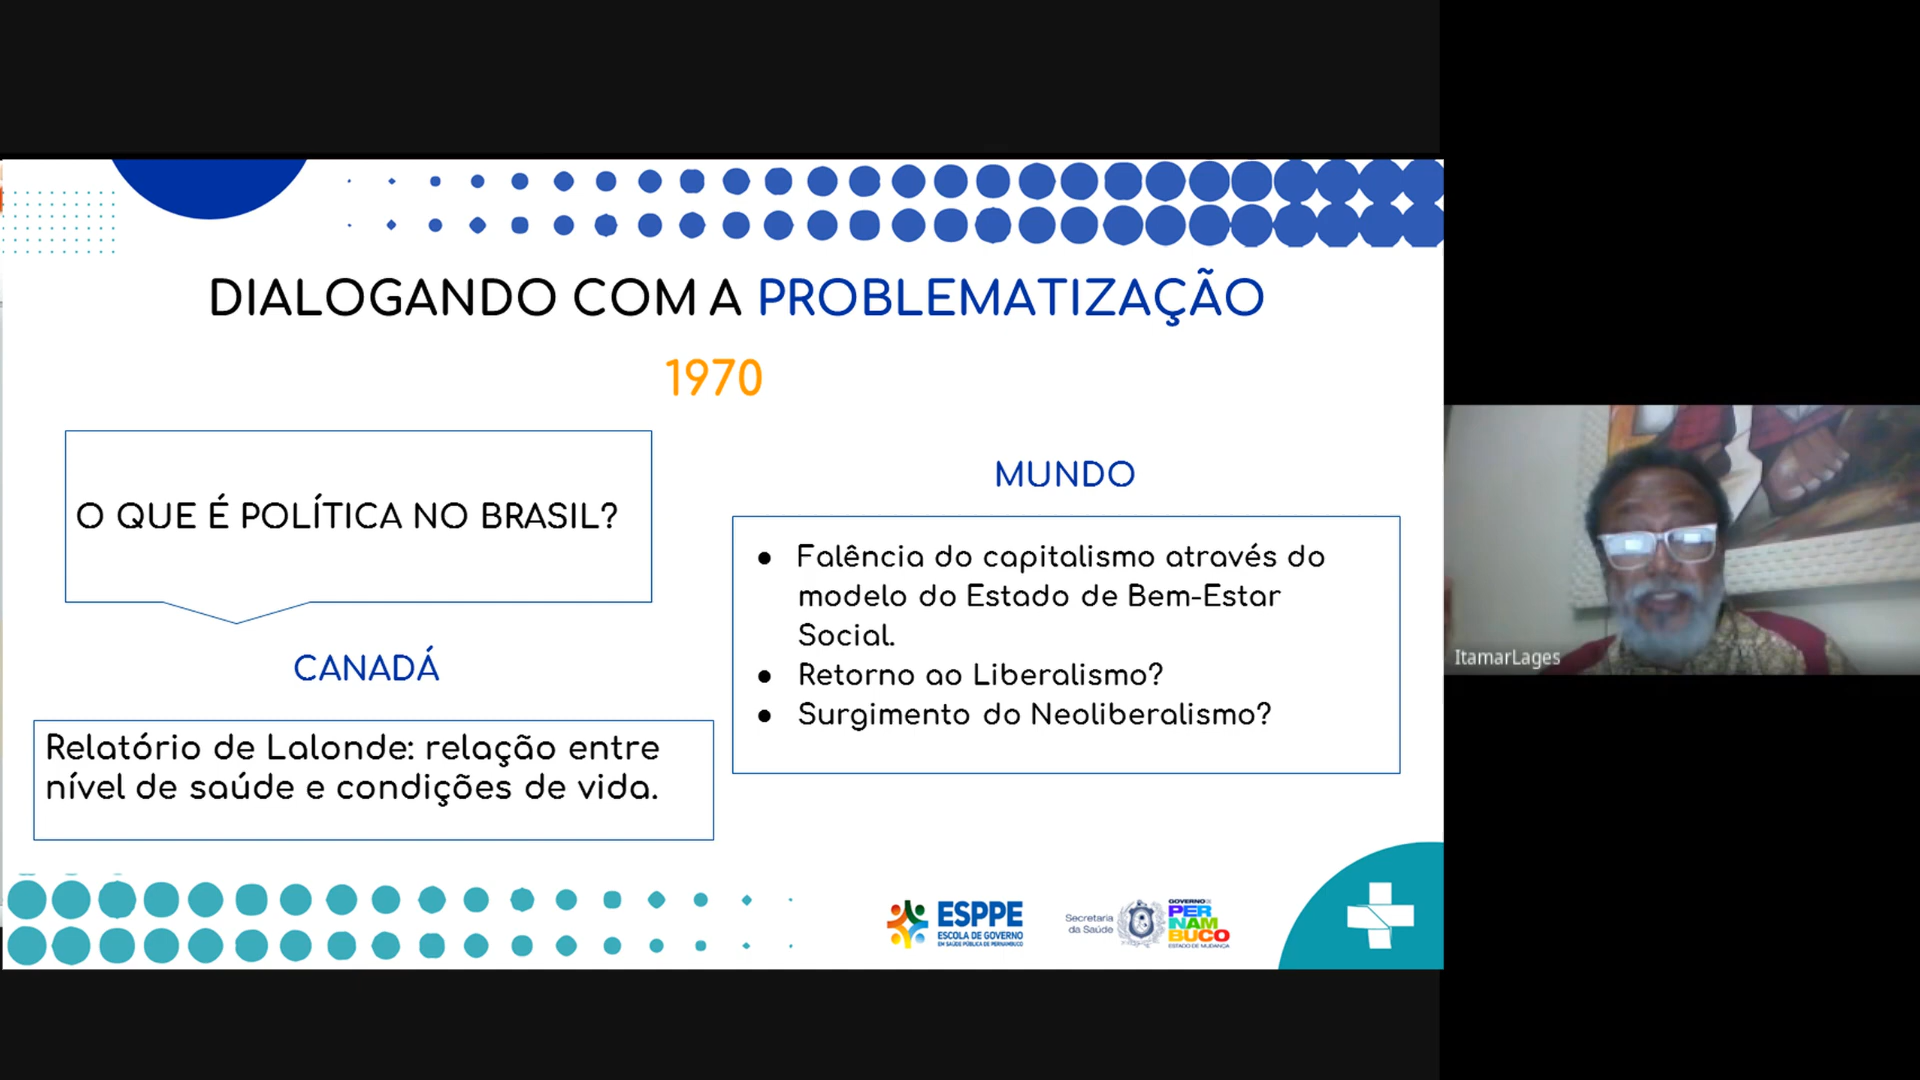 DIALOGANDO COM A PROBLEMATIZAÇÃO
1970
O QUE É POLÍTICA NO BRASIL?
CANADÁ
Relatório de Lalonde: relação entre
nível de saúde e condições de vida.
MUNDO
● Falência do capitalismo através do
modelo do Estado de Bem-Estar
Social.
● Retorno ao Liberalismo?
● Surgimento do Neoliberalismo?
ESPPE
ESCOLA DE GOVERNO
EM SAÚDE PÚBLICA DE PERNAMBUCO
Secretaria
da Saúde
GOVERNO DE
PER
NAM
BUCO
ESTADO DE MUDANÇA
ItamarLages